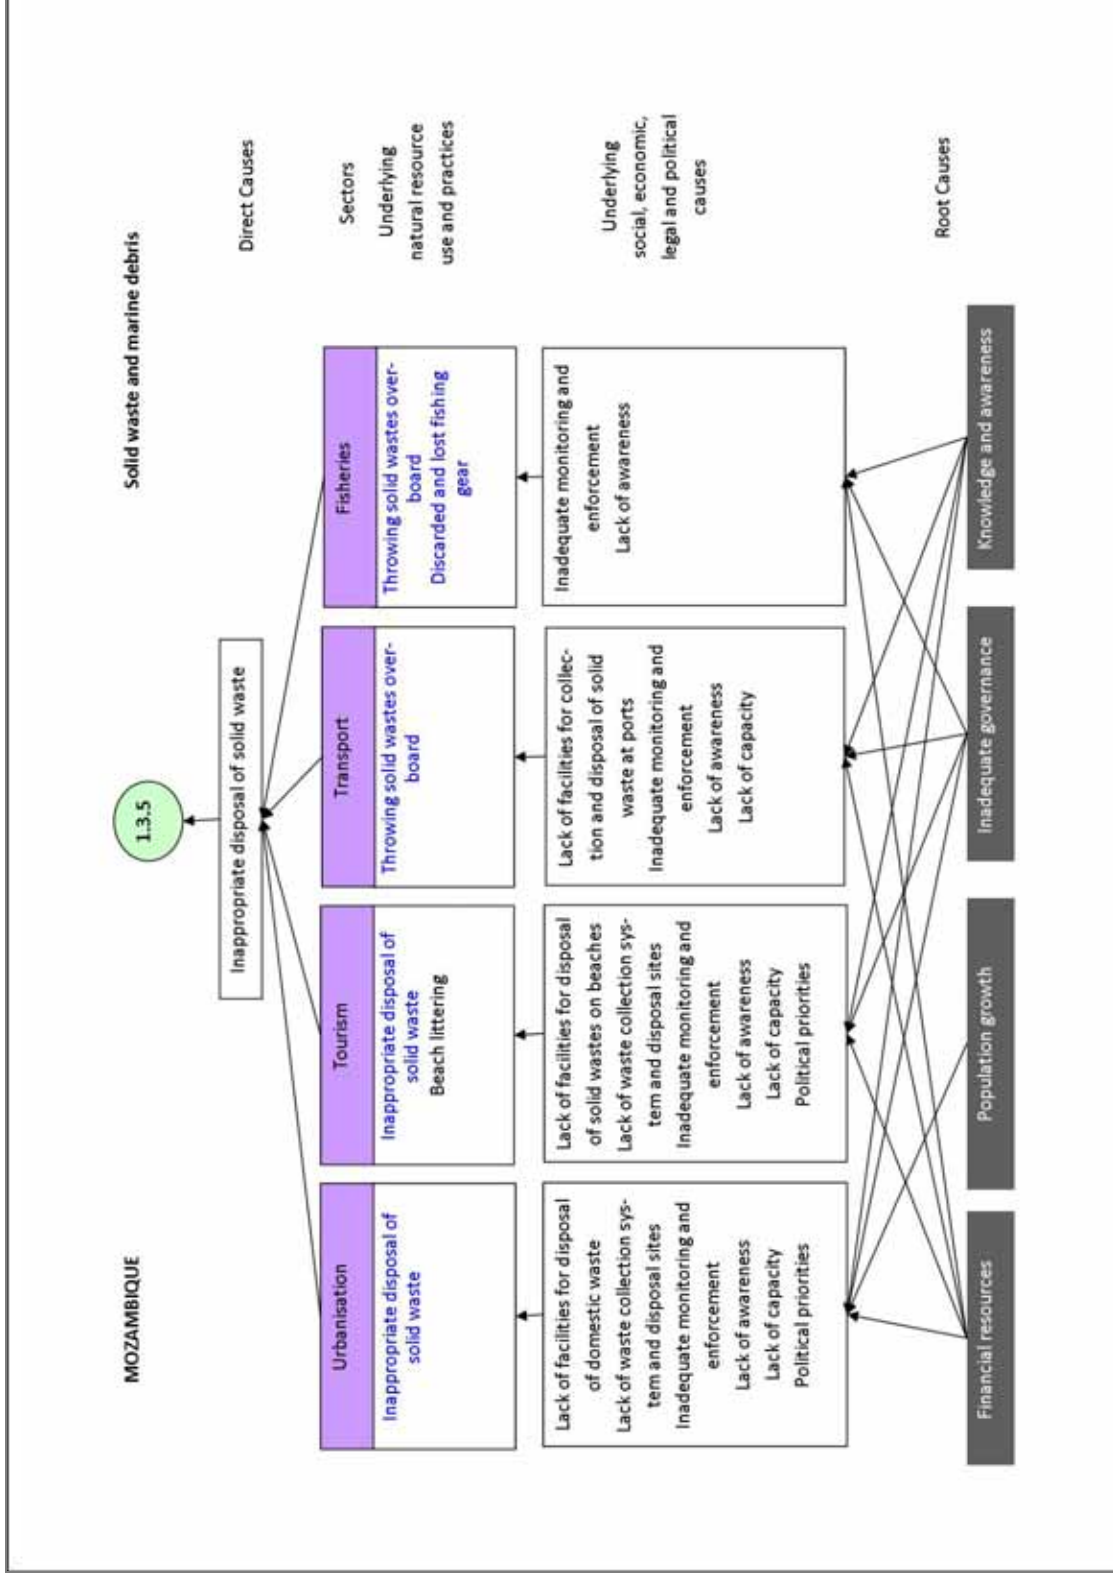 MOZAMBIQUE
Solid waste and marine debris
1.3.5
Direct Causes
Inappropriate disposal of solid waste
Sectors
Urbanisation
Tourism
Transport
Fisheries
Underlying
natural resource
use and practices
Inappropriate disposal of
solid waste
Inappropriate disposal of
solid waste
Beach littering
Throwing solid wastes over-
board
Throwing solid wastes over-
board
Discarded and lost fishing
gear
Underlying
social, economic,
legal and political
causes
Lack of facilities for disposal
of domestic waste
Lack of waste collection sys-
tem and disposal sites
Inadequate monitoring and
enforcement
Lack of awareness
Lack of capacity
Political priorities
Lack of facilities for disposal
of solid wastes on beaches
Lack of waste collection sys-
tem and disposal sites
Inadequate monitoring and
enforcement
Lack of awareness
Lack of capacity
Political priorities
Lack of facilities for collec-
tion and disposal of solid
waste at ports
Inadequate monitoring and
enforcement
Lack of awareness
Lack of capacity
Inadequate monitoring and
enforcement
Lack of awareness
Root Causes
Financial resources
Population growth
Inadequate governance
Knowledge and awareness